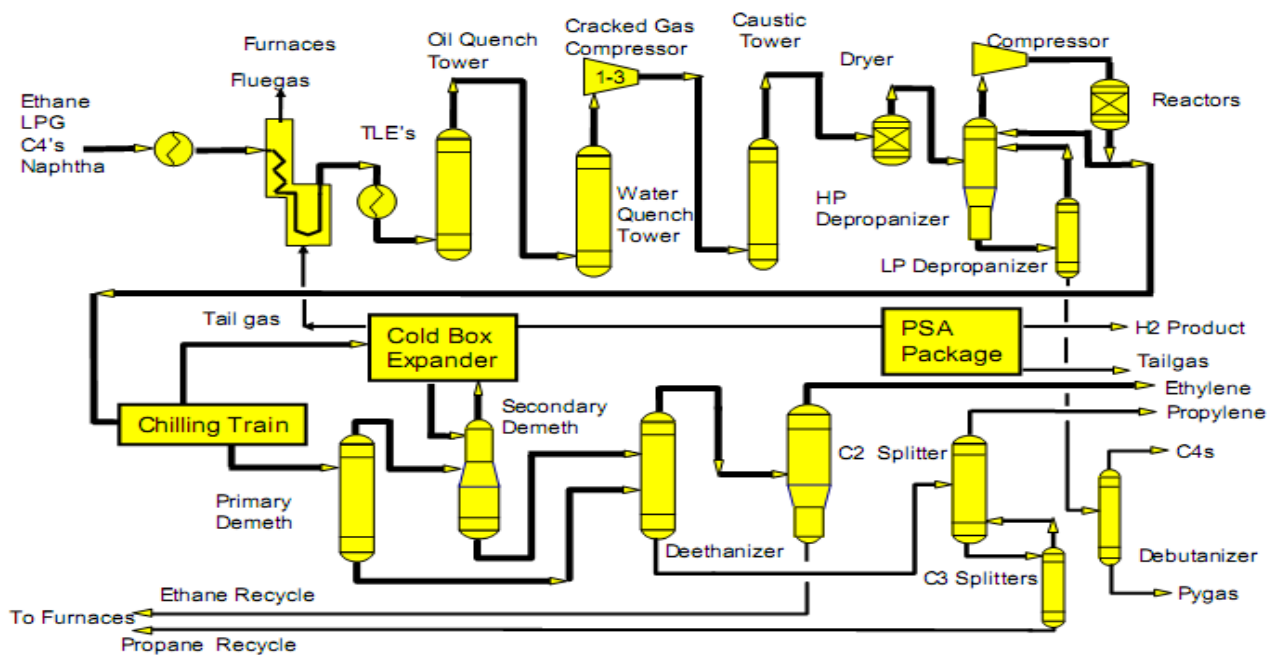 Furnaces
Fluegas
Ethane
LPG
C4's
Naphtha
TLE's
Oil Quench
Tower
Cracked Gas
Compressor
1-3
Water
Quench
Tower
Caustic
Tower
Dryer
Compressor
Reactors
HP
Depropanizer
LP Depropanizer
Tail gas
Cold Box
Expander
PSA
Package
H2 Product
Tailgas
Ethylene
Propylene
Chilling Train
Secondary
Demeth
C2 Splitter
C4s
Primary
Demeth
Deethanizer
C3 Splitters
Debutanizer
Pygas
Ethane Recycle
To Furnaces
Propane Recycle